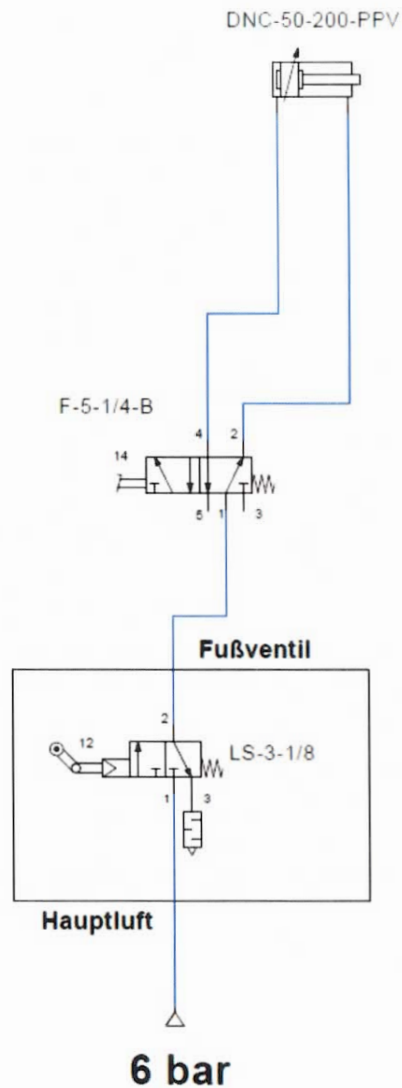 DNC-50-200-PPV
F-5-1/4-B
4 2
14
5 1 3
Fußventil
2
12
LS-3-1/8
1 3
Hauptluft
6 bar